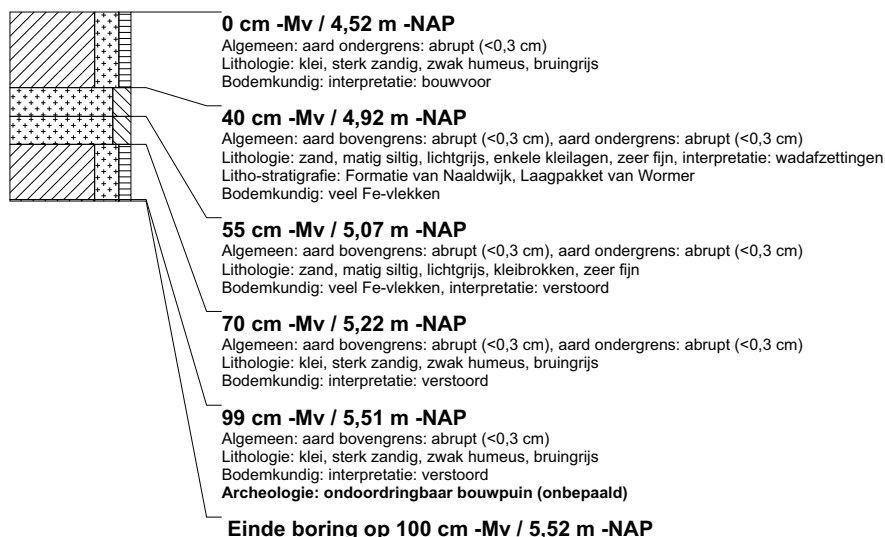 0 cm -Mv / 4,52 m -NAP
Algemeen: aard ondergrens: abrupt (<0,3 cm)
Lithologie: klei, sterk zandig, zwak humeus, bruingrijs
Bodemkundig: interpretatie: bouwvoor
40 cm -Mv / 4,92 m -NAP
Algemeen: aard bovengrens: abrupt (<0,3 cm), aard ondergrens: abrupt (<0,3 cm)
Lithologie: zand, matig siltig, lichtgrijs, enkele kleilagen, zeer fijn, interpretatie: wadafzettingen
Litho-stratigrafie: Formatie van Naaldwijk, Laagpakket van Wormer
Bodemkundig: veel Fe-vlekken
55 cm -Mv / 5,07 m -NAP
Algemeen: aard bovengrens: abrupt (<0,3 cm), aard ondergrens: abrupt (<0,3 cm)
Lithologie: zand, matig siltig, lichtgrijs, kleibrokken, zeer fijn
Bodemkundig: veel Fe-vlekken, interpretatie: verstoord
70 cm -Mv / 5,22 m -NAP
Algemeen: aard bovengrens: abrupt (<0,3 cm), aard ondergrens: abrupt (<0,3 cm)
Lithologie: klei, sterk zandig, zwak humeus, bruingrijs
Bodemkundig: interpretatie: verstoord
99 cm -Mv / 5,51 m -NAP
Algemeen: aard bovengrens: abrupt (<0,3 cm)
Lithologie: klei, sterk zandig, zwak humeus, bruingrijs
Bodemkundig: interpretatie: verstoord
Archeologie: ondoordringbaar bouwpuin (onbepaald)
Einde boring op 100 cm -Mv / 5,52 m -NAP